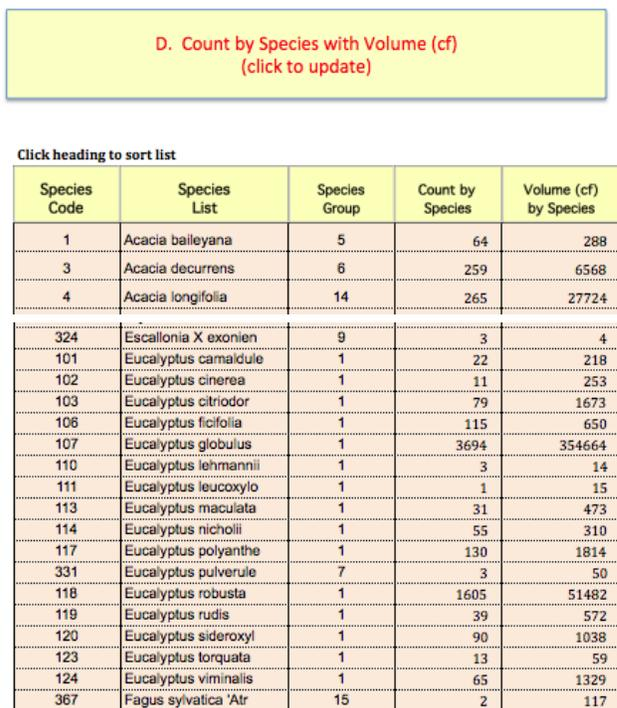 D. Count by Species with Volume (cf)
(click to update)
Click heading to sort list
Species Code Species List Species Group Count by Species Volume (cf) by Species
1 Acacia baileyana 5 64 288
3 Acacia decurrens 6 259 6568
4 Acacia longifolia 14 265 27724
324 Escallonia X exonien 9 3 4
101 Eucalyptus camaldule 1 22 218
102 Eucalyptus cinerea 1 11 253
103 Eucalyptus citriodor 1 79 1673
106 Eucalyptus ficifolia 1 115 650
107 Eucalyptus globulus 1 3694 354664
110 Eucalyptus lehmannii 1 3 14
111 Eucalyptus leucoxylo 1 1 15
113 Eucalyptus maculata 1 31 473
114 Eucalyptus nicholii 1 55 310
117 Eucalyptus polyanthe 1 130 1814
331 Eucalyptus pulverule 7 3 50
118 Eucalyptus robusta 1 1605 51482
119 Eucalyptus rudis 1 39 572
120 Eucalyptus sideroxyl 1 90 1038
123 Eucalyptus torquata 1 13 59
124 Eucalyptus viminalis 1 65 1329
367 Fagus sylvatica 'Atr 15 2 117